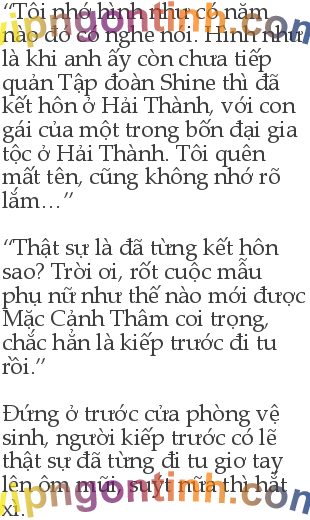 “Tôi nhớ hình như có năm
nào đó có nghe nói. Hình như
là khi anh ấy còn chưa tiếp
quản Tập đoàn Shine thì đã
kết hôn ở Hải Thành, với con
gái của một trong bốn đại gia
tộc ở Hải Thành. Tôi quên
mất tên, cũng không nhớ rõ
lắm…”
“Thật sự là đã từng kết hôn
sao? Trời ơi, rốt cuộc mẫu
phụ nữ như thế nào mới được
Mặc Cảnh Thâm coi trọng,
chắc hẳn là kiếp trước đi tu
rồi.”
Đứng ở trước cửa phòng vệ
sinh, người kiếp trước có lẽ
thật sự đã từng đi tu giơ tay
lên ôm mũi, suýt nữa thì hắt
xì.
vipngontinh.com
vipngontinh.com